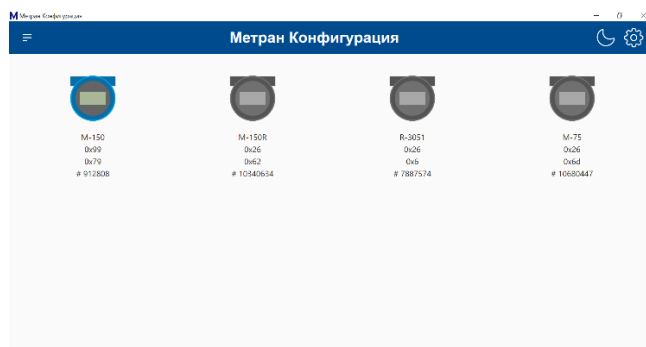 M Метран Конфигурация
Метран Конфигурация
M-150
0x99
0x79
# 912808
M-150R
0x26
0x62
# 10340634
R-3051
0x26
0x6
# 7887574
M-75
0x26
0x6d
# 10680447